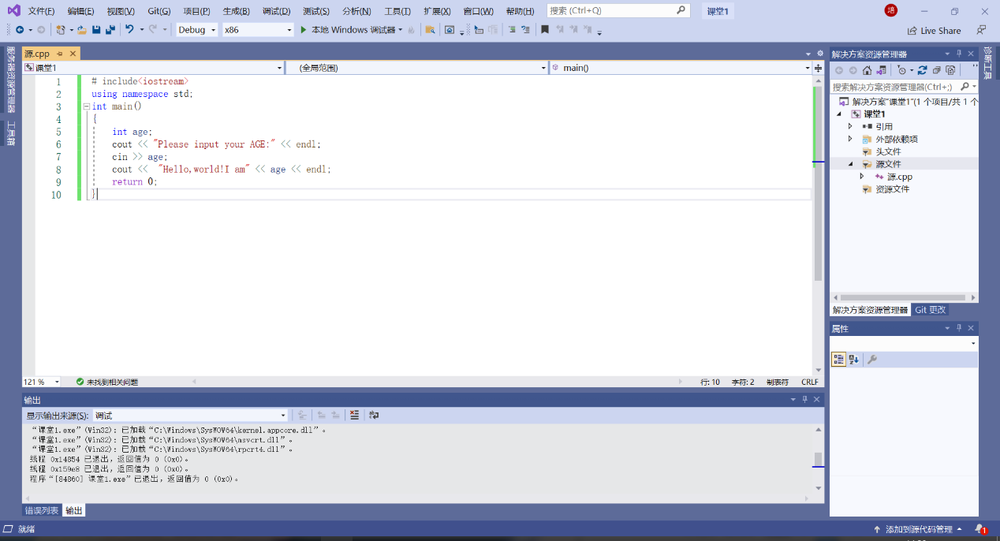 文件(F) 编辑(E) 视图(V) Git(G) 项目(P) 生成(B) 调试(D) 测试(S) 分析(N) 工具(T) 扩展(X) 窗口(W) 帮助(H) 搜索 (Ctrl+Q) 课堂1 培
Debug x86 本地 Windows 调试器 Live Share
服务器资源管理器
工具箱
源.cpp
课堂1 (全局范围) main()
1 # include<iostream>
2 using namespace std;
3 int main()
4 {
5 int age;
6 cout << "Please input your AGE:" << endl;
7 cin >> age;
8 cout << "Hello,world!I am" << age << endl;
9 return 0;
10 }
121 % 未找到相关问题 行: 10 字符: 2 制表符 CRLF
输出
显示输出来源(S): 调试
“课堂1.exe”(Win32): 已加载“C:\Windows\SysWOW64\kernel.appcore.dll”。
“课堂1.exe”(Win32): 已加载“C:\Windows\SysWOW64\msvcrt.dll”。
“课堂1.exe”(Win32): 已加载“C:\Windows\SysWOW64\rpcrt4.dll”。
线程 0x14854 已退出，返回值为 0 (0x0)。
线程 0x159e8 已退出，返回值为 0 (0x0)。
程序“[84860] 课堂1.exe”已退出，返回值为 0 (0x0)。
错误列表 输出
解决方案资源管理器
搜索解决方案资源管理器(Ctrl+;)
解决方案"课堂1"(1 个项目/共 1 个
课堂1
引用
外部依赖项
头文件
源文件
源.cpp
资源文件
解决方案资源管理器 Git 更改
属性
诊断工具
就绪 添加到源代码管理 1